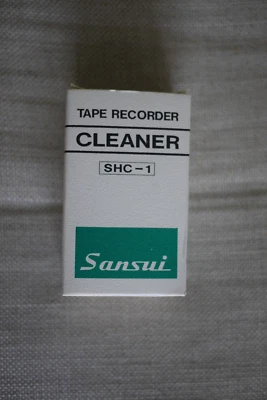 TAPE RECORDER
CLEANER
SHC-1
Sansui